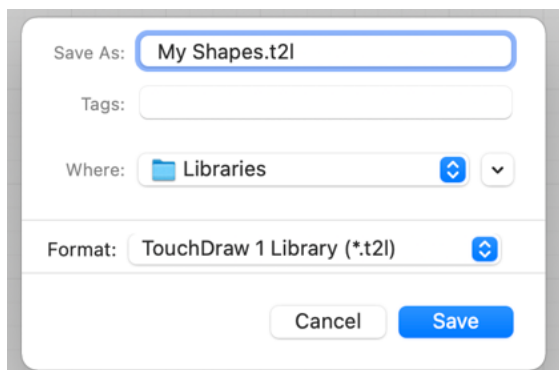 Save As: My Shapes.t2l
Tags:
Where: Libraries
Format: TouchDraw 1 Library (*.t2l)
Cancel Save